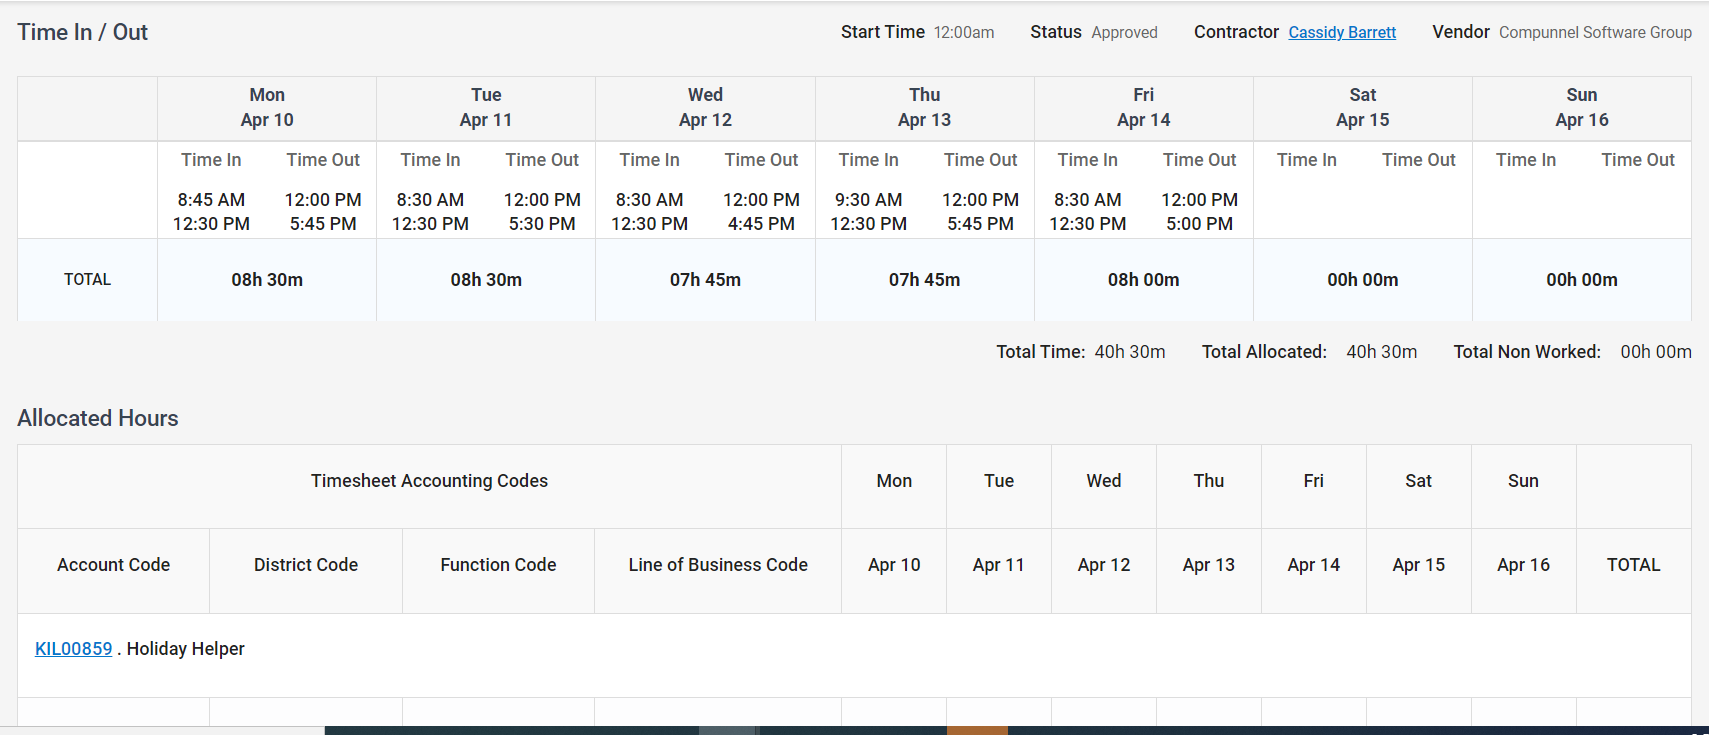 Time In / Out Start Time 12:00am Status Approved Contractor Cassidy Barrett Vendor Compunnel Software Group
Mon Tue Wed Thu Fri Sat Sun
Apr 10 Apr 11 Apr 12 Apr 13 Apr 14 Apr 15 Apr 16
Time In Time Out Time In Time Out Time In Time Out Time In Time Out Time In Time Out Time In Time Out Time In Time Out
8:45 AM 12:00 PM 8:30 AM 12:00 PM 8:30 AM 12:00 PM 9:30 AM 12:00 PM 8:30 AM 12:00 PM
12:30 PM 5:45 PM 12:30 PM 5:30 PM 12:30 PM 4:45 PM 12:30 PM 5:45 PM 12:30 PM 5:00 PM
TOTAL 08h 30m 08h 30m 07h 45m 07h 45m 08h 00m 00h 00m 00h 00m
Total Time: 40h 30m Total Allocated: 40h 30m Total Non Worked: 00h 00m
Allocated Hours
Timesheet Accounting Codes Mon Tue Wed Thu Fri Sat Sun
Account Code District Code Function Code Line of Business Code Apr 10 Apr 11 Apr 12 Apr 13 Apr 14 Apr 15 Apr 16 TOTAL
KIL00859 . Holiday Helper